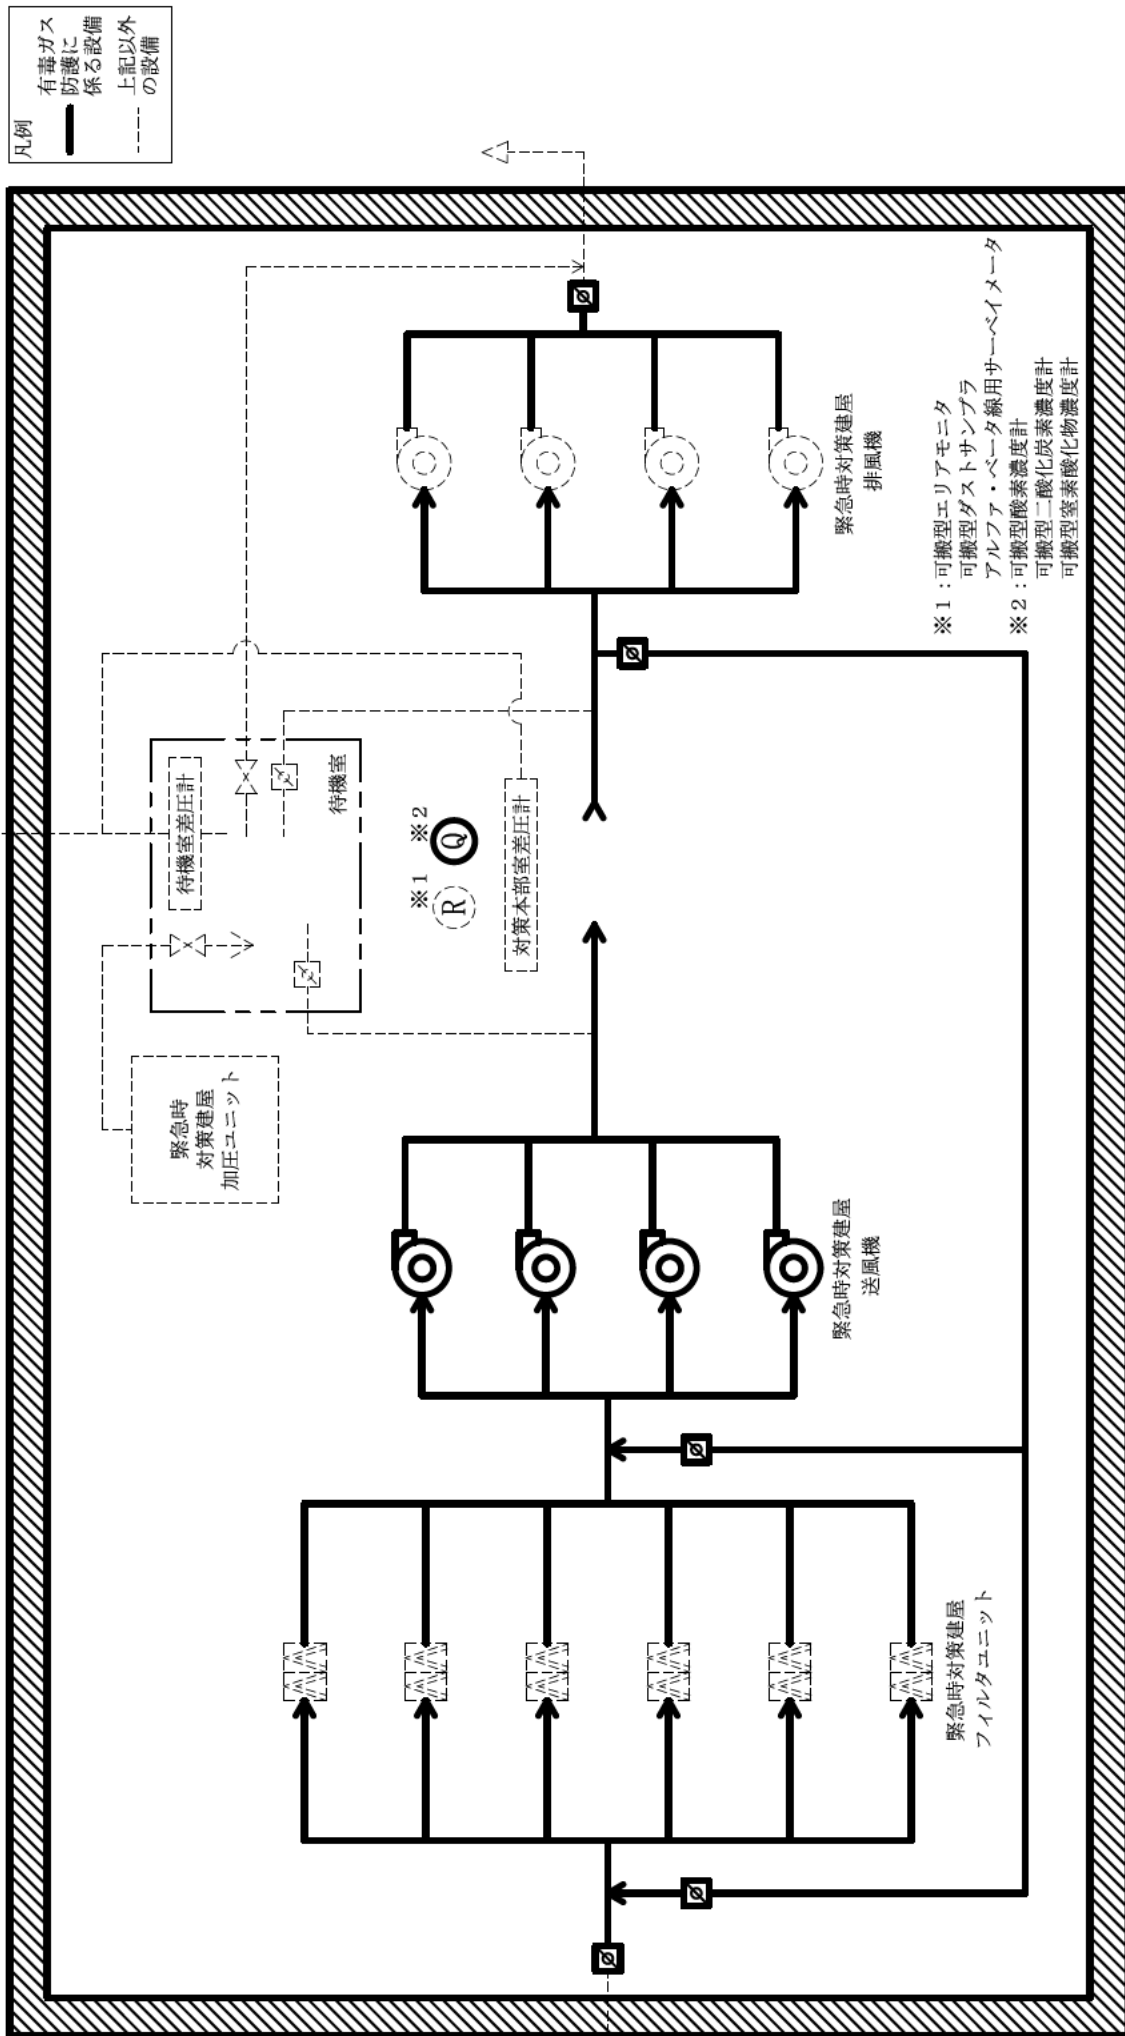 凡例
有毒ガス
防護に
係る設備
上記以外
の設備
緊急時
対策建屋
加圧ユニット
待機室差圧計
待機室
※1
※2
R
Q
対策本部室差圧計
緊急時対策建屋
フィルタユニット
緊急時対策建屋
送風機
緊急時対策建屋
排風機
※1：可搬型エリアモニタ
可搬型ダストサンプラ
アルファ・ベータ線用サーベイメータ
※2：可搬型酸素濃度計
可搬型二酸化炭素濃度計
可搬型窒素酸化物濃度計